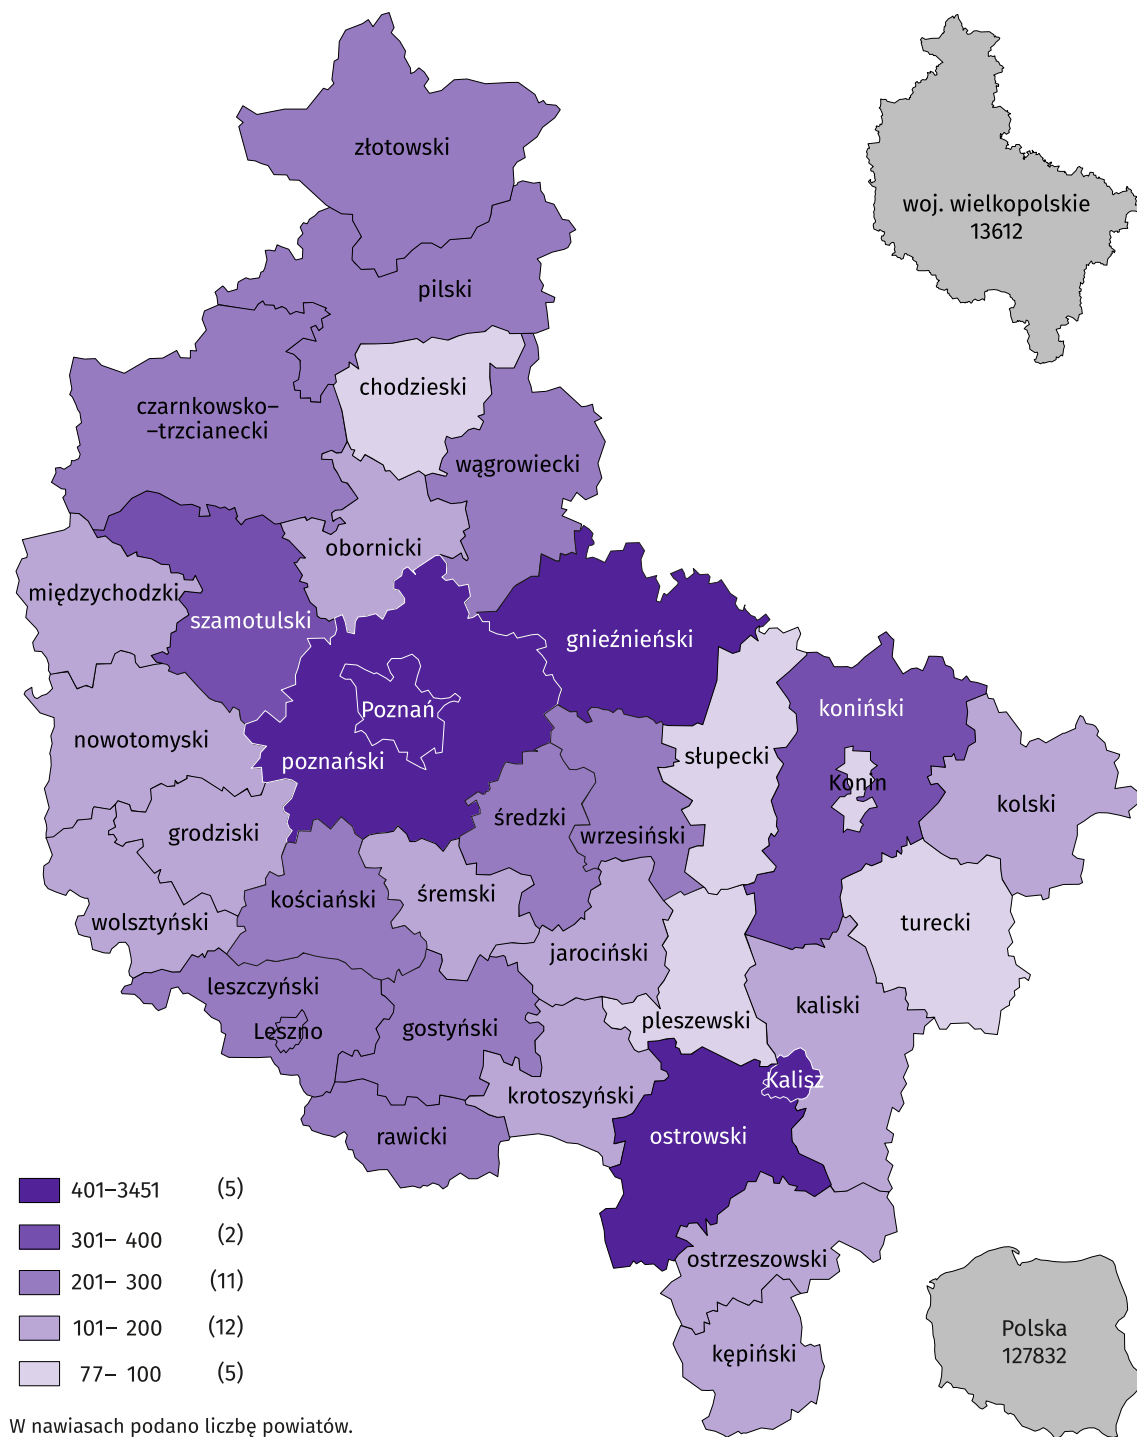 złotowski
woj. wielkopolskie
13612
pilski
chodzieski
czarnkowsko–
–trzcianecki
wągrowiecki
obornicki
międzychodzki
szamotulski
gnieźnieński
Poznań
koniński
nowotomyski
poznański
słupecki
Konin
kolski
średzki
grodziski
wrzesiński
kościański
śremski
wolsztyński
turecki
jarociński
leszczyński
kaliski
pleszewski
Leszno
gostyński
Kalisz
krotoszyński
rawicki
ostrowski
401–3451 (5)
301– 400 (2)
201– 300 (11)
101– 200 (12)
77– 100 (5)
ostrzeszowski
kępiński
Polska
127832
W nawiasach podano liczbę powiatów.